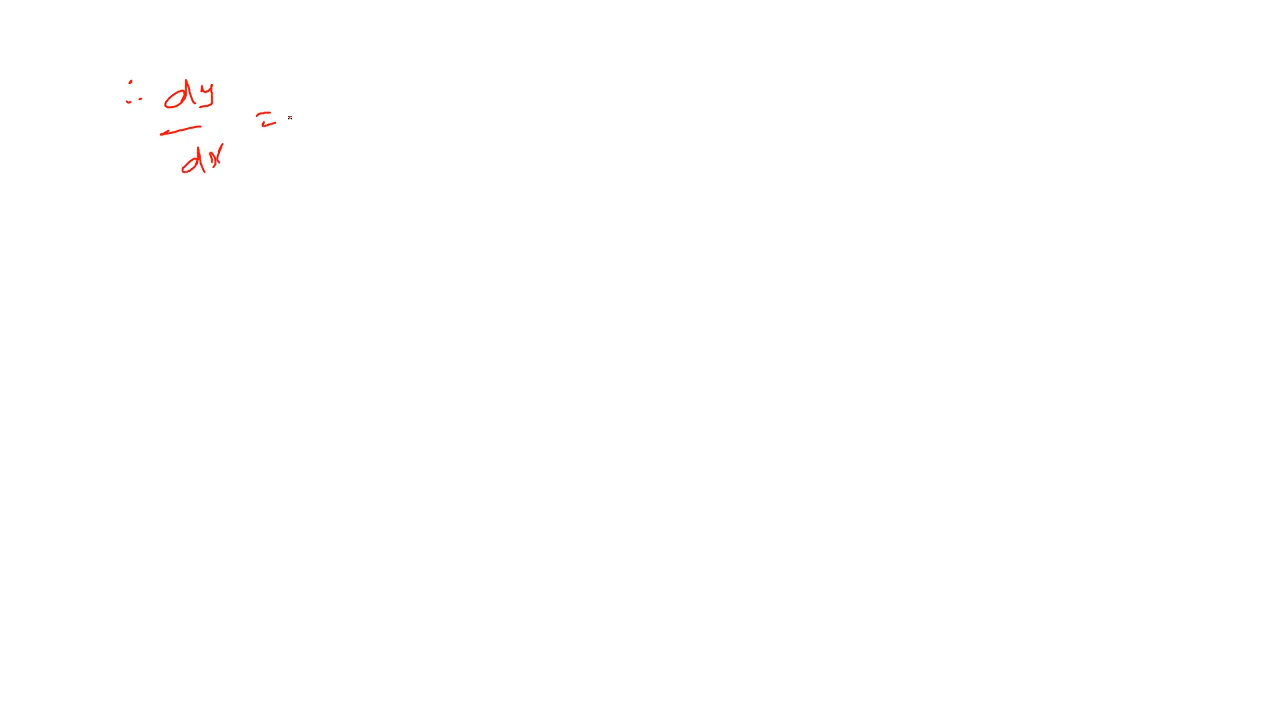 ∴ dy/dx =